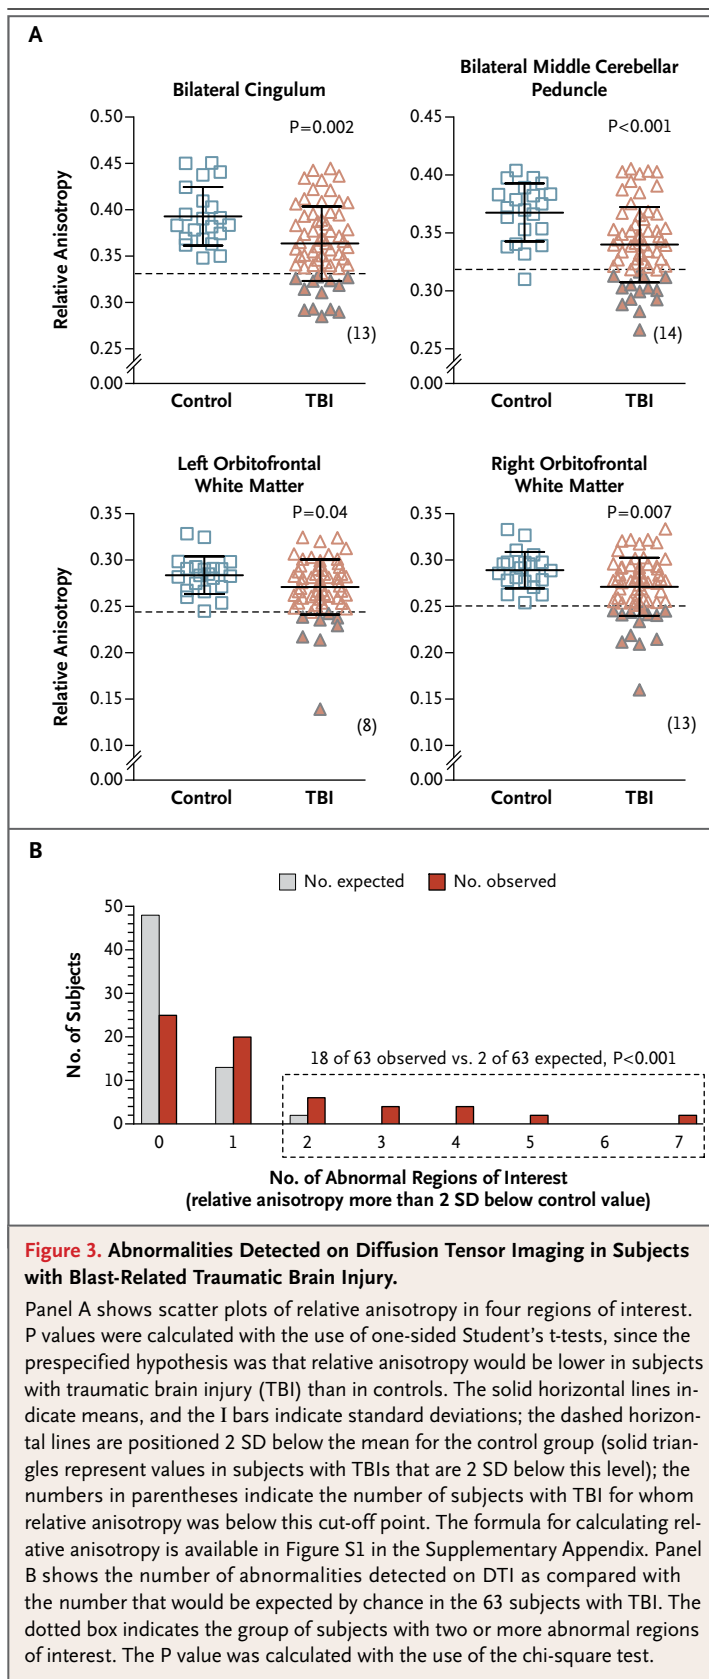 A
Bilateral Cingulum
P=0.002
0.50
0.45
0.40
0.35
0.30
0.25
0.00
Relative Anisotropy
(13)
Control
TBI
Bilateral Middle Cerebellar
Peduncle
P<0.001
0.45
0.40
0.35
0.30
0.25
0.00
(14)
Control
TBI
Left Orbitofrontal
White Matter
P=0.04
0.35
0.30
0.25
0.20
0.15
0.10
0.00
Relative Anisotropy
(8)
Control
TBI
Right Orbitofrontal
White Matter
P=0.007
0.35
0.30
0.25
0.20
0.15
0.10
0.00
(13)
Control
TBI
B
No. expected
No. observed
50
40
30
20
10
0
No. of Subjects
18 of 63 observed vs. 2 of 63 expected, P<0.001
0 1 2 3 4 5 6 7
No. of Abnormal Regions of Interest
(relative anisotropy more than 2 SD below control value)
Figure 3. Abnormalities Detected on Diffusion Tensor Imaging in Subjects
with Blast-Related Traumatic Brain Injury.
Panel A shows scatter plots of relative anisotropy in four regions of interest.
P values were calculated with the use of one-sided Student's t-tests, since the
prespecified hypothesis was that relative anisotropy would be lower in subjects
with traumatic brain injury (TBI) than in controls. The solid horizontal lines in-
dicate means, and the I bars indicate standard deviations; the dashed horizon-
tal lines are positioned 2 SD below the mean for the control group (solid trian-
gles represent values in subjects with TBIs that are 2 SD below this level); the
numbers in parentheses indicate the number of subjects with TBI for whom
relative anisotropy was below this cut-off point. The formula for calculating rel-
ative anisotropy is available in Figure S1 in the Supplementary Appendix. Panel
B shows the number of abnormalities detected on DTI as compared with
the number that would be expected by chance in the 63 subjects with TBI. The
dotted box indicates the group of subjects with two or more abnormal regions
of interest. The P value was calculated with the use of the chi-square test.